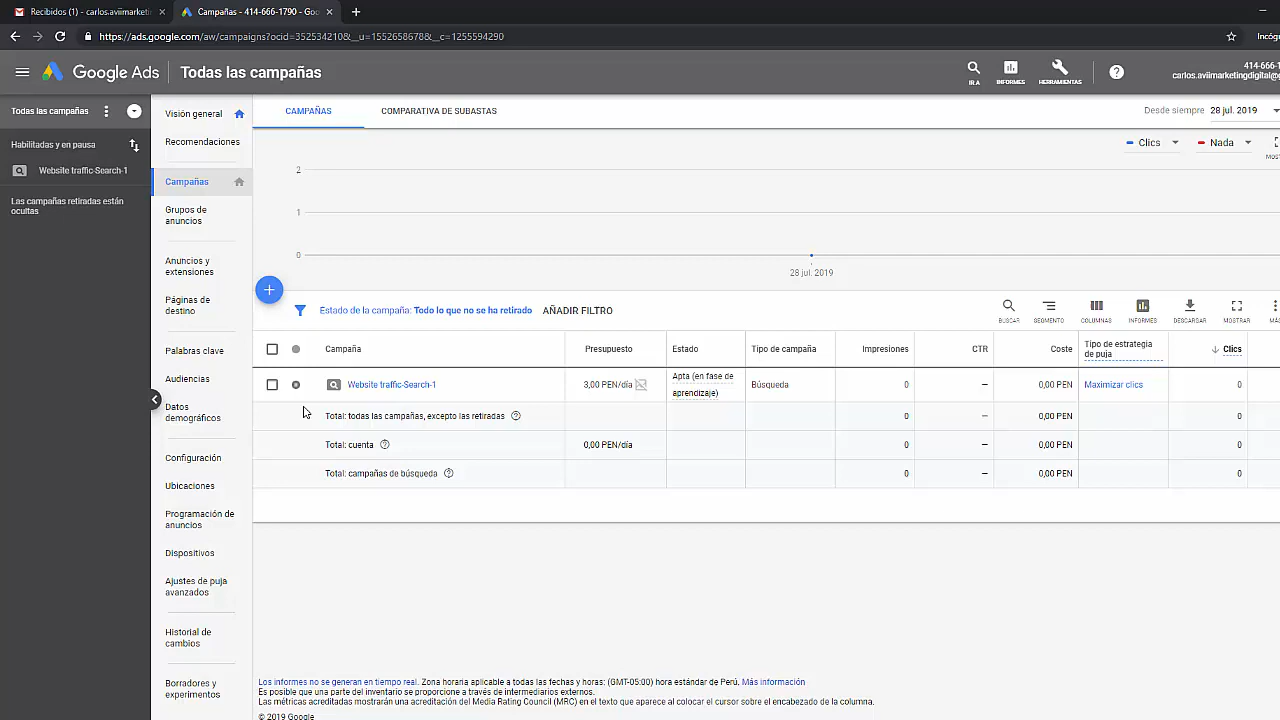 Recibidos (1) - carlos.aviimarketi
Campañas - 414-666-1790 - Goo
https://ads.google.com/aw/campaigns?ocid=352534210&__u=1552658678&__c=1255594290
Incóg
Google Ads
Todas las campañas
IR A
INFORMES
HERRAMIENTAS
414-666-1
carlos.aviimarketingdigital@g
Todas las campañas
Habilitadas y en pausa
Website traffic-Search-1
Las campañas retiradas están
ocultas
Visión general
Recomendaciones
Campañas
Grupos de
anuncios
Anuncios y
extensiones
Páginas de
destino
Palabras clave
Audiencias
Datos
demográficos
Configuración
Ubicaciones
Programación de
anuncios
Dispositivos
Ajustes de puja
avanzados
Historial de
cambios
Borradores y
experimentos
CAMPAÑAS
COMPARATIVA DE SUBASTAS
Desde siempre 28 jul. 2019
Clics
Nada
MOST
2
1
0
28 jul. 2019
Estado de la campaña: Todo lo que no se ha retirado
AÑADIR FILTRO
BUSCAR
SEGMENTO
COLUMNAS
INFORMES
DESCARGAR
MOSTRAR
MÁS
Campaña
Presupuesto
Estado
Tipo de campaña
Impresiones
CTR
Coste
Tipo de estrategia
de puja
Clics
Website traffic-Search-1
3,00 PEN/día
Apta (en fase de
aprendizaje)
Búsqueda
0
–
0,00 PEN
Maximizar clics
0
Total: todas las campañas, excepto las retiradas
0
–
0,00 PEN
0
Total: cuenta
0,00 PEN/día
0
–
0,00 PEN
0
Total: campañas de búsqueda
0
–
0,00 PEN
0
Los informes no se generan en tiempo real. Zona horaria aplicable a todas las fechas y horas: (GMT-05:00) hora estándar de Perú. Más información
Es posible que una parte del inventario se proporcione a través de intermediarios externos.
Las métricas acreditadas mostrarán una acreditación del Media Rating Council (MRC) en el texto que aparece al colocar el cursor sobre el encabezado de la columna.
© 2019 Google